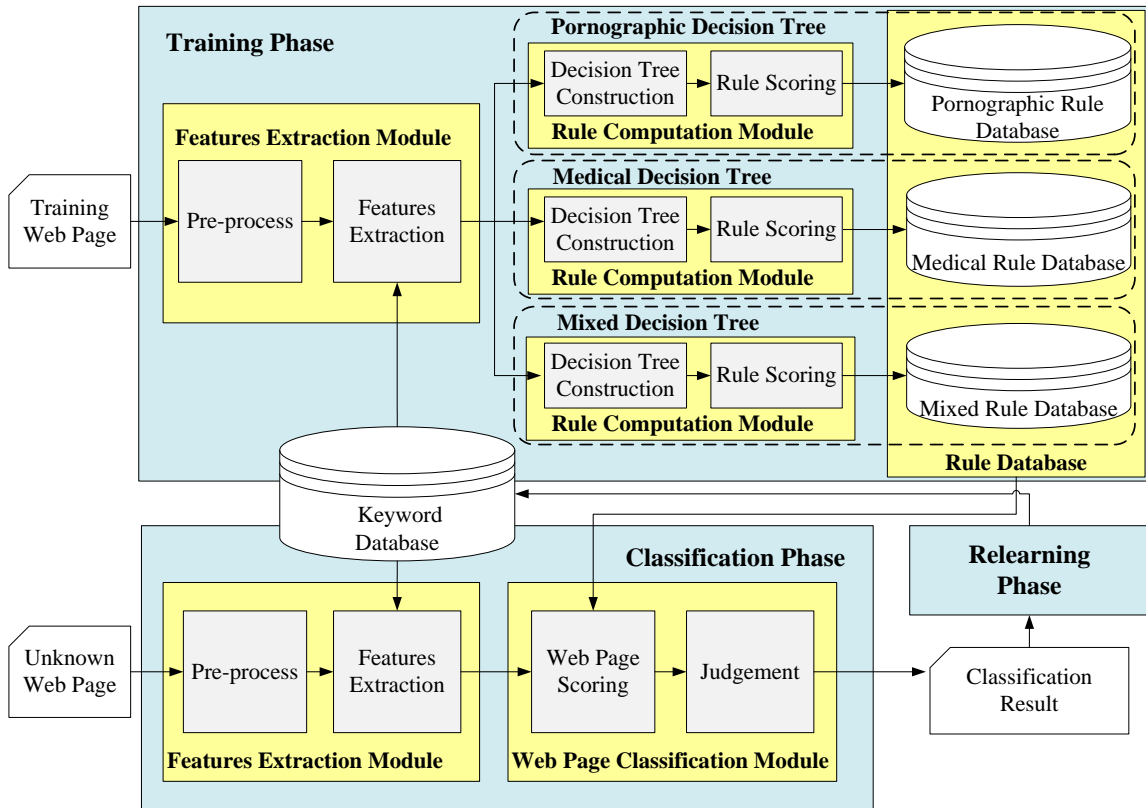 Training Phase
Features Extraction Module
Training
Web Page
Pre-process
Features
Extraction
Pornographic Decision Tree
Decision Tree
Construction
Rule Scoring
Rule Computation Module
Pornographic Rule
Database
Medical Decision Tree
Decision Tree
Construction
Rule Scoring
Rule Computation Module
Medical Rule Database
Mixed Decision Tree
Decision Tree
Construction
Rule Scoring
Rule Computation Module
Mixed Rule Database
Rule Database
Keyword
Database
Classification Phase
Relearning
Phase
Unknown
Web Page
Pre-process
Features
Extraction
Features Extraction Module
Web Page
Scoring
Judgement
Web Page Classification Module
Classification
Result